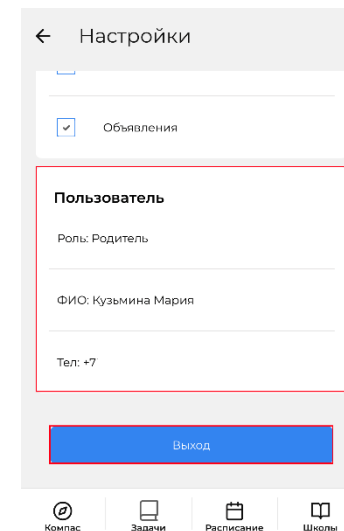 Настройки
Объявления
Пользователь
Роль: Родитель
ФИО: Кузьмина Мария
Тел: +7
Выход
Компас Задачи Расписание Школы